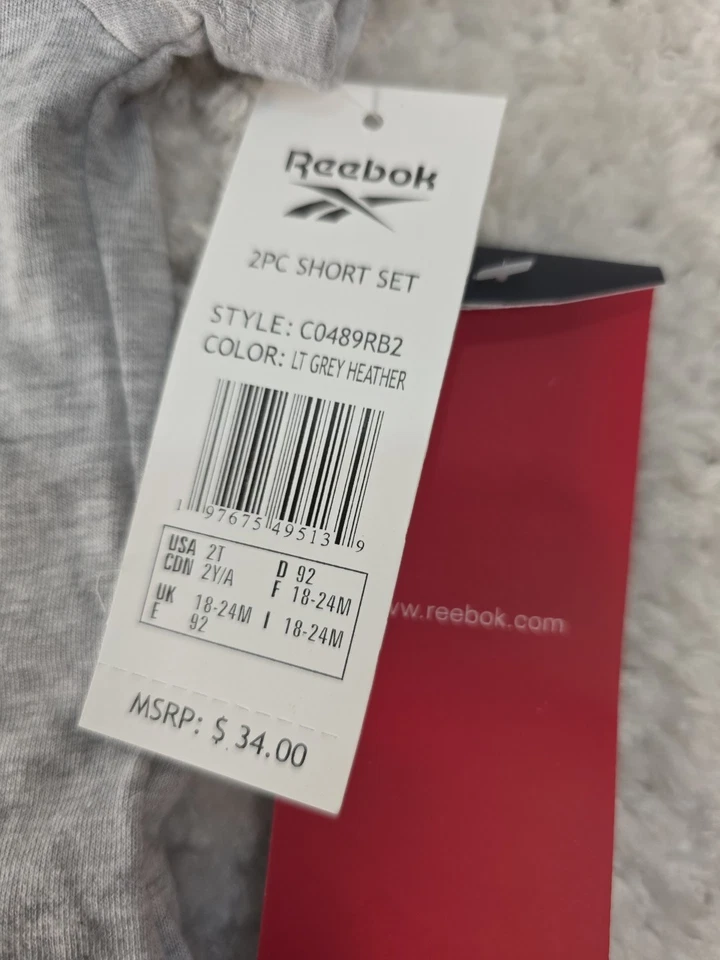 Reebok
2PC SHORT SET
STYLE: C0489RB2
COLOR: LT GREY HEATHER
1 97675 49513 9
USA 2T D 92
CDN 2Y/A F 18-24M
UK 18-24M I 18-24M
E 92
MSRP: $ 34.00
ww.reebok.com